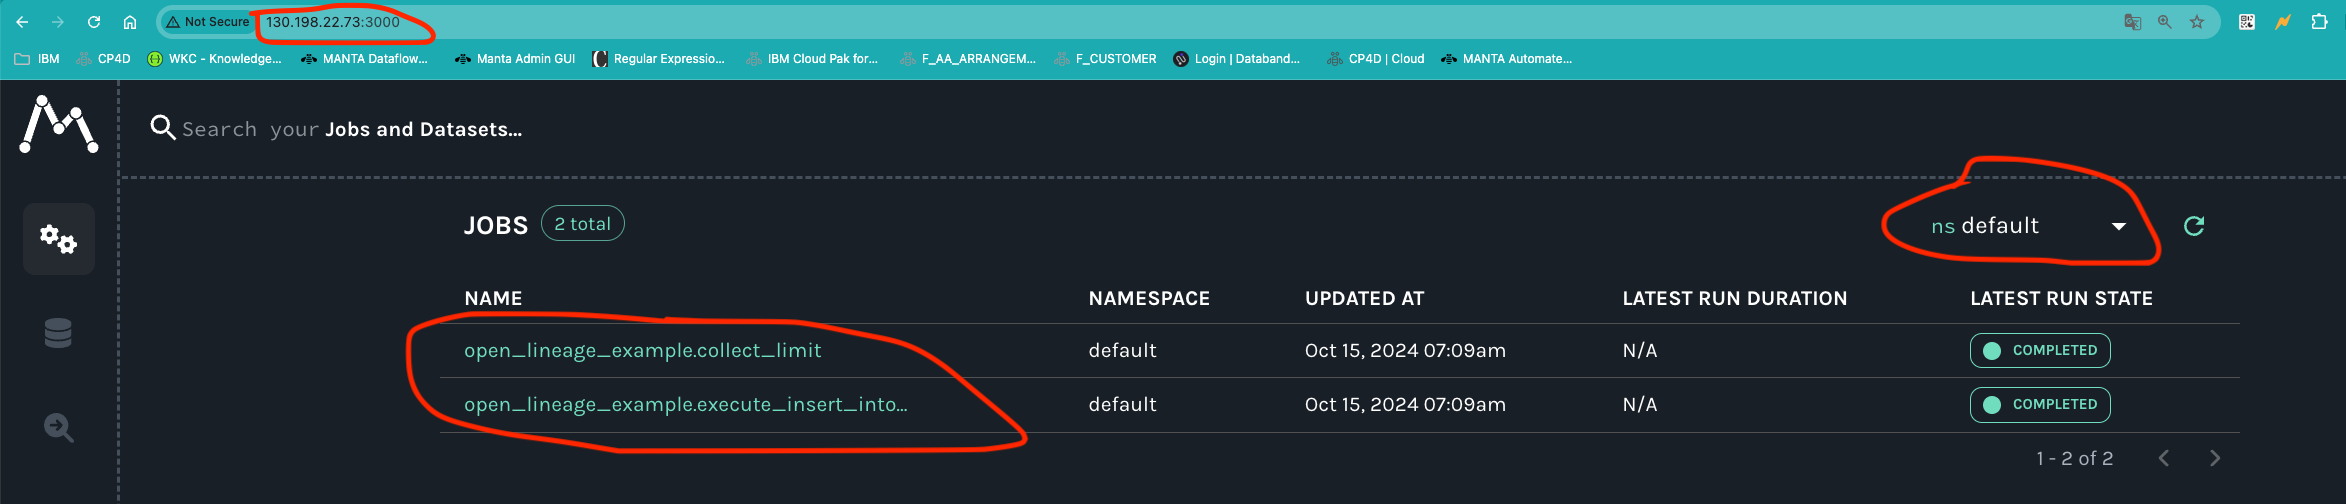 Not Secure 130.198.22.73:3000
IBM CP4D WKC - Knowledge... MANTA Dataflow... Manta Admin GUI Regular Expressio... IBM Cloud Pak for... F_AA_ARRANGEM... F_CUSTOMER Login | Databand... CP4D | Cloud MANTA Automate...
Search your Jobs and Datasets...
JOBS 2 total ns default
NAME NAMESPACE UPDATED AT LATEST RUN DURATION LATEST RUN STATE
open_lineage_example.collect_limit default Oct 15, 2024 07:09am N/A COMPLETED
open_lineage_example.execute_insert_into... default Oct 15, 2024 07:09am N/A COMPLETED
1 - 2 of 2